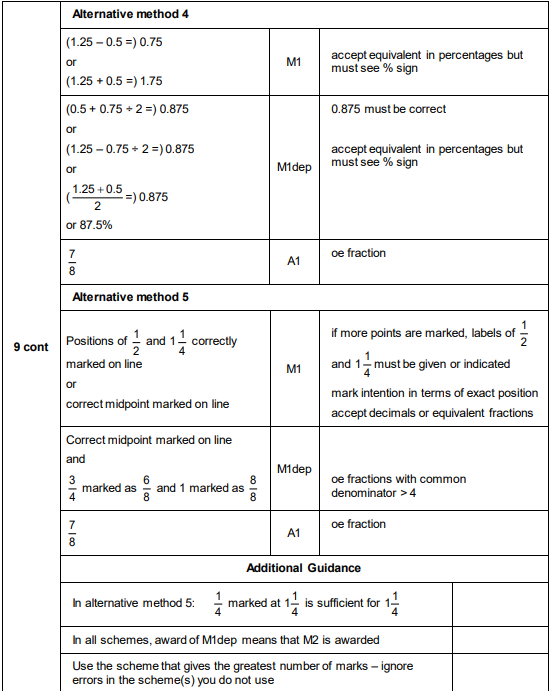 Alternative method 4
(1.25 – 0.5 =) 0.75
or
(1.25 + 0.5 =) 1.75
M1
accept equivalent in percentages but
must see % sign
(0.5 + 0.75 ÷ 2 =) 0.875
or
(1.25 – 0.75 ÷ 2 =) 0.875
or
(1.25 + 0.5 / 2 =) 0.875
or 87.5%
M1dep
0.875 must be correct
accept equivalent in percentages but
must see % sign
7/8
A1
oe fraction
9 cont
Alternative method 5
Positions of 1/2 and 1 1/4 correctly
marked on line
or
correct midpoint marked on line
M1
if more points are marked, labels of 1/2
and 1 1/4 must be given or indicated
mark intention in terms of exact position
accept decimals or equivalent fractions
Correct midpoint marked on line
and
3/4 marked as 6/8 and 1 marked as 8/8
M1dep
oe fractions with common
denominator > 4
7/8
A1
oe fraction
Additional Guidance
In alternative method 5: 1/4 marked at 1 1/4 is sufficient for 1 1/4
In all schemes, award of M1dep means that M2 is awarded
Use the scheme that gives the greatest number of marks – ignore
errors in the scheme(s) you do not use